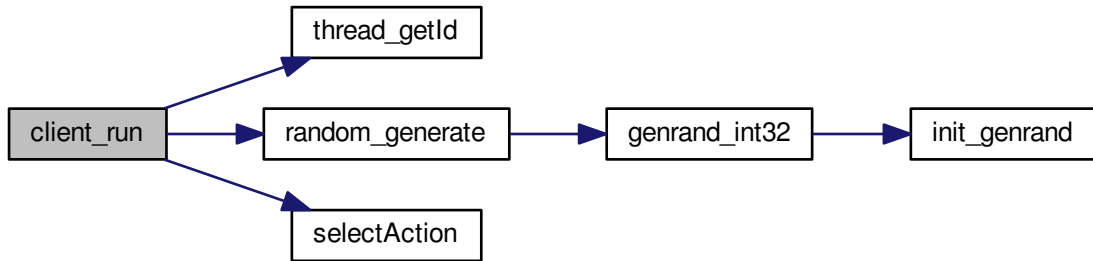 thread_getId
client_run
random_generate
genrand_int32
init_genrand
selectAction